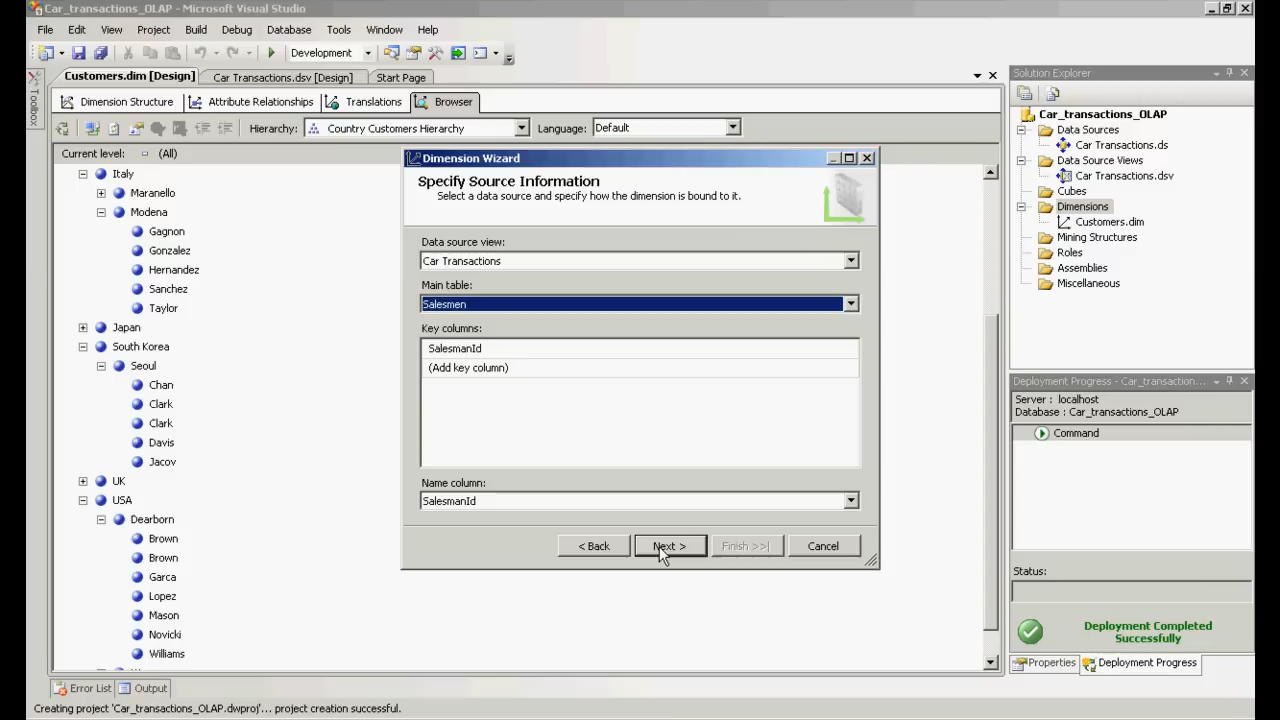 Car_transactions_OLAP - Microsoft Visual Studio
File Edit View Project Build Debug Database Tools Window Help
Development
Customers.dim [Design] Car Transactions.dsv [Design] Start Page
Dimension Structure Attribute Relationships Translations Browser
Toolbox
Hierarchy: Country Customers Hierarchy Language: Default
Current level: (All)
Italy
Maranello
Modena
Gagnon
Gonzalez
Hernandez
Sanchez
Taylor
Japan
South Korea
Seoul
Chan
Clark
Clark
Davis
Jacov
UK
USA
Dearborn
Brown
Brown
Garca
Lopez
Mason
Novicki
Williams
Dimension Wizard
Specify Source Information
Select a data source and specify how the dimension is bound to it.
Data source view:
Car Transactions
Main table:
Salesmen
Key columns:
SalesmanId
(Add key column)
Name column:
SalesmanId
< Back Next > Finish >>| Cancel
Solution Explorer
Car_transactions_OLAP
Data Sources
Car Transactions.ds
Data Source Views
Car Transactions.dsv
Cubes
Dimensions
Customers.dim
Mining Structures
Roles
Assemblies
Miscellaneous
Deployment Progress - Car_transaction...
Server : localhost
Database : Car_transactions_OLAP
Command
Status:
Deployment Completed
Successfully
Properties Deployment Progress
Error List Output
Creating project 'Car_transactions_OLAP.dwproj'... project creation successful.